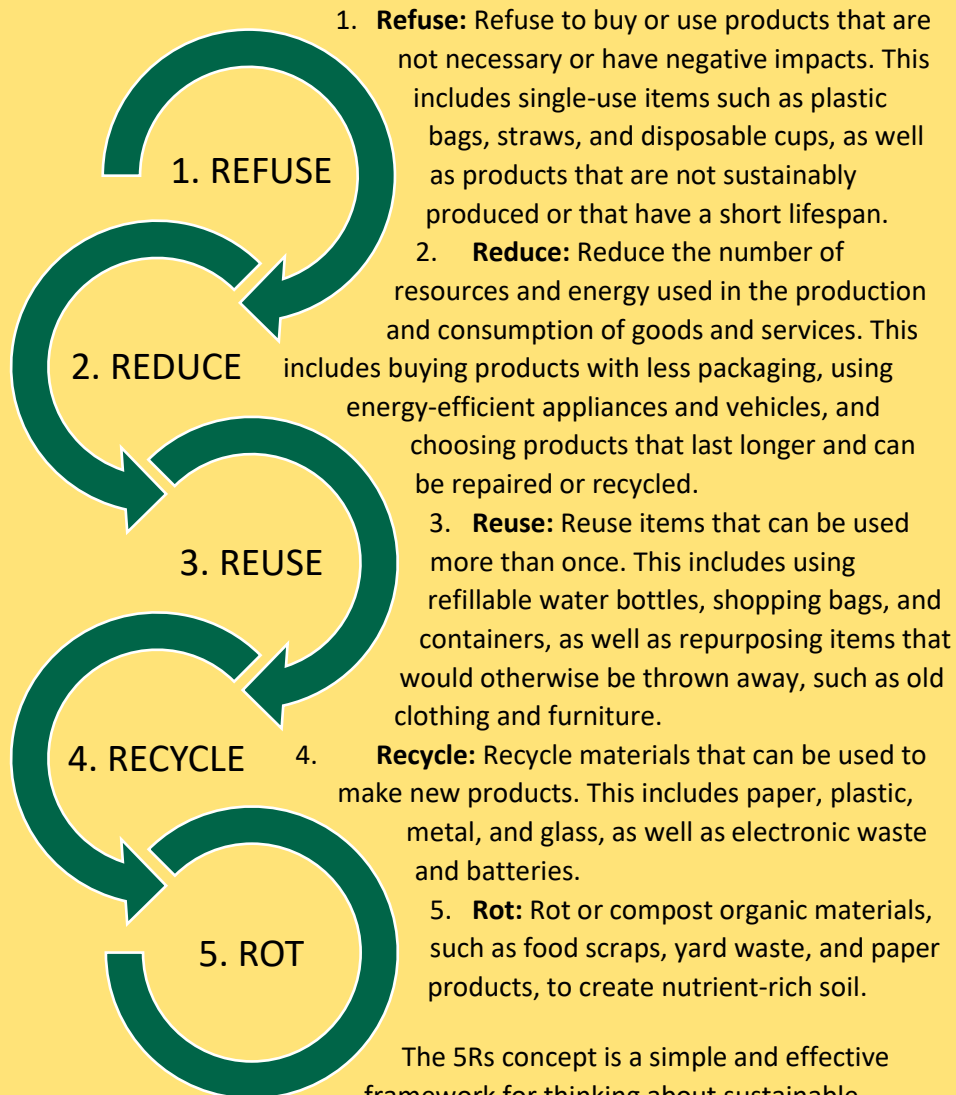 1. Refuse: Refuse to buy or use products that are
not necessary or have negative impacts. This
includes single-use items such as plastic
bags, straws, and disposable cups, as well
as products that are not sustainably
produced or that have a short lifespan.
2. Reduce: Reduce the number of
resources and energy used in the production
and consumption of goods and services. This
includes buying products with less packaging, using
energy-efficient appliances and vehicles, and
choosing products that last longer and can
be repaired or recycled.
3. Reuse: Reuse items that can be used
more than once. This includes using
refillable water bottles, shopping bags, and
containers, as well as repurposing items that
would otherwise be thrown away, such as old
clothing and furniture.
4. Recycle: Recycle materials that can be used to
make new products. This includes paper, plastic,
metal, and glass, as well as electronic waste
and batteries.
5. Rot: Rot or compost organic materials,
such as food scraps, yard waste, and paper
products, to create nutrient-rich soil.
The 5Rs concept is a simple and effective
framework for thinking about sustainable
1. REFUSE
2. REDUCE
3. REUSE
4. RECYCLE
5. ROT